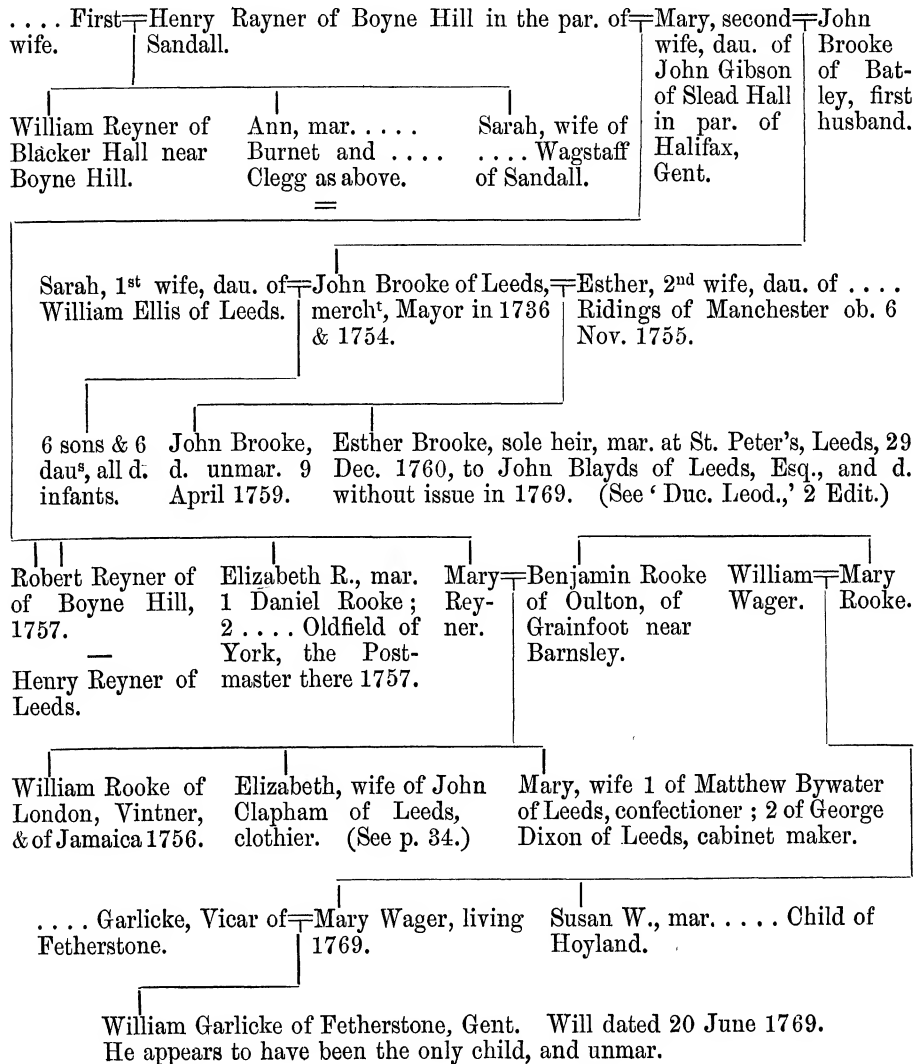 . . . . First
wife.
Henry Rayner of Boyne Hill in the par. of
Sandall.
Mary, second
wife, dau. of
John Gibson
of Slead Hall
in par. of
Halifax,
Gent.
John
Brooke
of Bat-
ley, first
husband.
William Reyner of
Blacker Hall near
Boyne Hill.
Ann, mar. . . . .
Burnet and . . . .
Clegg as above.
=
Sarah, wife of
. . . . Wagstaff
of Sandall.
Sarah, 1st wife, dau. of
William Ellis of Leeds.
John Brooke of Leeds,
mercht, Mayor in 1736
& 1754.
Esther, 2nd wife, dau. of . . . .
Ridings of Manchester ob. 6
Nov. 1755.
6 sons & 6
daus, all d.
infants.
John Brooke,
d. unmar. 9
April 1759.
Esther Brooke, sole heir, mar. at St. Peter's, Leeds, 29
Dec. 1760, to John Blayds of Leeds, Esq., and d.
without issue in 1769. (See ‘Duc. Leod.,’ 2 Edit.)
Robert Reyner of
of Boyne Hill,
1757.
—
Henry Reyner of
Leeds.
Elizabeth R., mar.
1 Daniel Rooke ;
2 . . . . Oldfield of
York, the Post-
master there 1757.
Mary
Rey-
ner.
Benjamin Rooke
of Oulton, of
Grainfoot near
Barnsley.
William
Wager.
Mary
Rooke.
William Rooke of
London, Vintner,
& of Jamaica 1756.
Elizabeth, wife of John
Clapham of Leeds,
clothier. (See p. 34.)
Mary, wife 1 of Matthew Bywater
of Leeds, confectioner ; 2 of George
Dixon of Leeds, cabinet maker.
. . . . Garlicke, Vicar of
Fetherstone.
Mary Wager, living
1769.
Susan W., mar. . . . . Child of
Hoyland.
William Garlicke of Fetherstone, Gent. Will dated 20 June 1769.
He appears to have been the only child, and unmar.